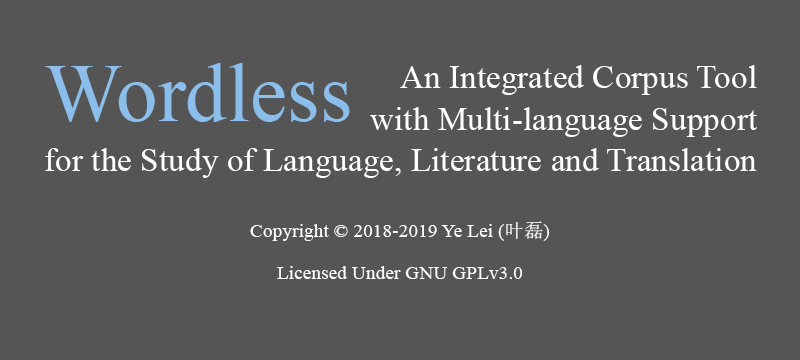 Wordless
An Integrated Corpus Tool
with Multi-language Support
for the Study of Language, Literature and Translation
Copyright © 2018-2019 Ye Lei (叶磊)
Licensed Under GNU GPLv3.0